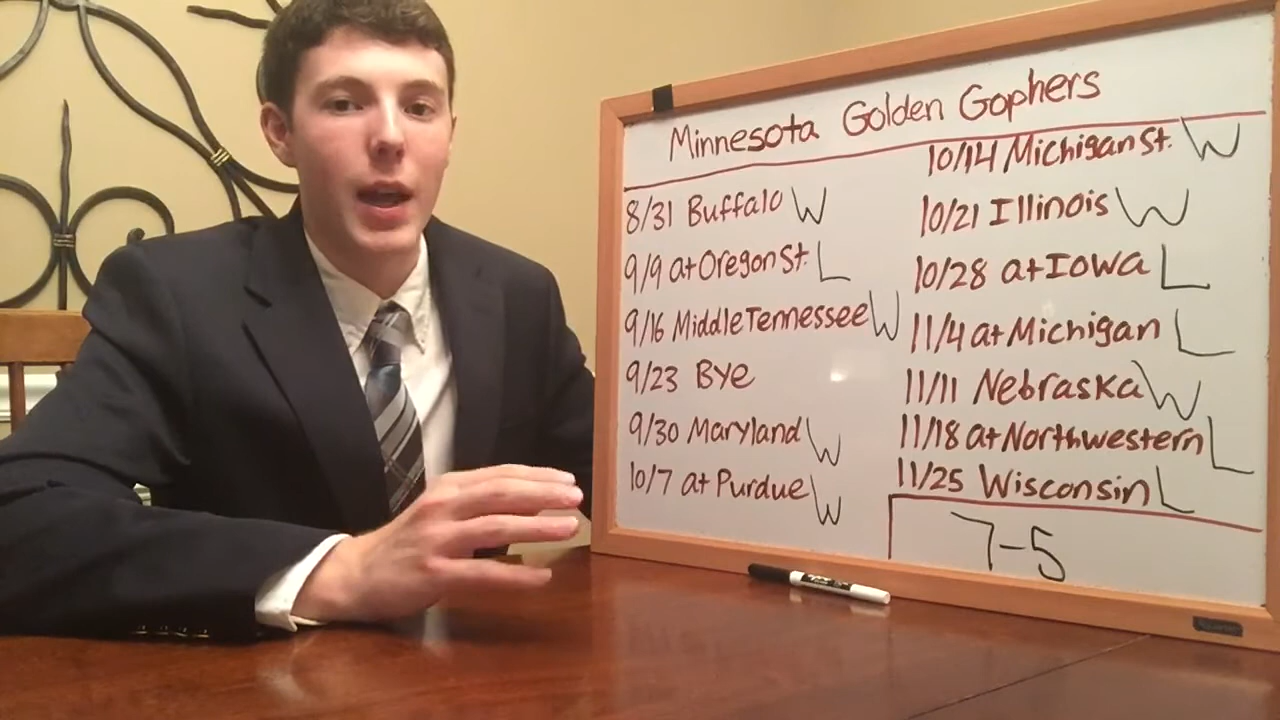 Minnesota Golden Gophers
8/31 Buffalo W
9/9 at Oregon St. L
9/16 Middle Tennessee W
9/23 Bye
9/30 Maryland W
10/7 at Purdue W
10/14 Michigan St. W
10/21 Illinois W
10/28 at Iowa L
11/4 at Michigan L
11/11 Nebraska W
11/18 at Northwestern L
11/25 Wisconsin L
7-5